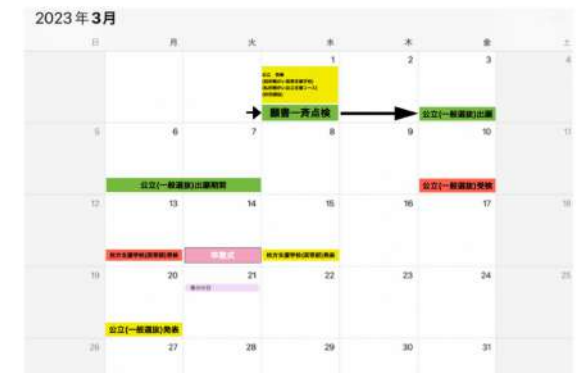 2023年3月
日 月 火 水 木 金 土
1 2 3 4
願書一斉点検
公立(一般選抜)出願
5 6 7 8 9 10 11
公立(一般選抜)出願期間
公立(一般選抜)受検
12 13 14 15 16 17 18
卒業式
19 20 21 22 23 24 25
春分の日
公立(一般選抜)発表
26 27 28 29 30 31